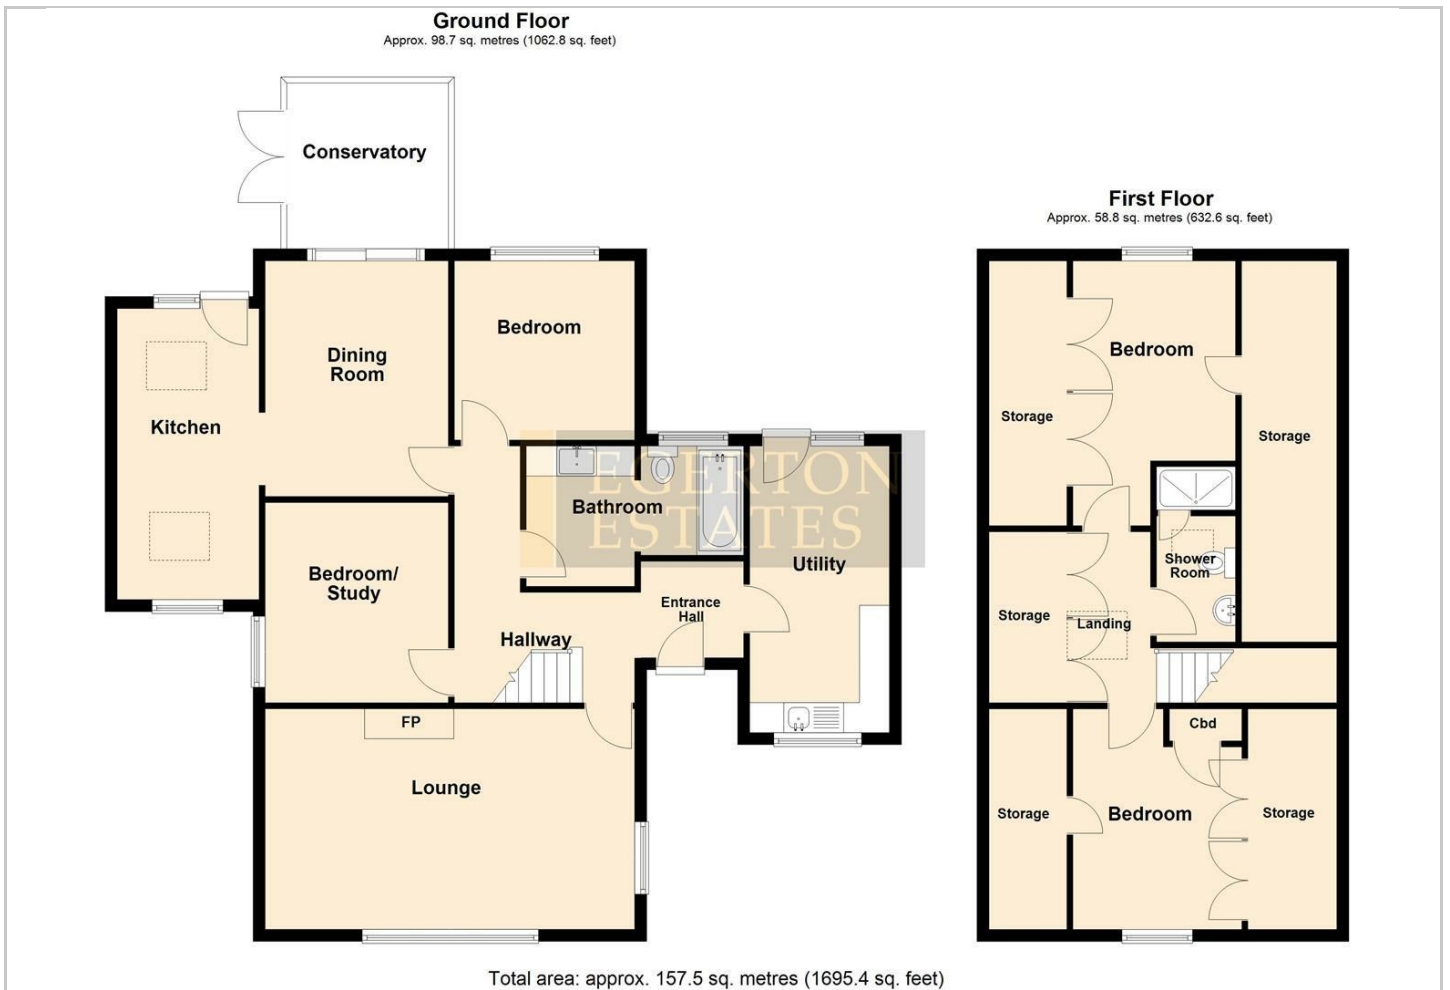 Ground Floor
Approx. 98.7 sq. metres (1062.8 sq. feet)
Conservatory
Bedroom
Dining
Room
Kitchen
EGERTON
ESTATES
Bathroom
Utility
Bedroom/
Study
Entrance
Hall
Hallway
FP
Lounge
First Floor
Approx. 58.8 sq. metres (632.6 sq. feet)
Bedroom
Storage
Storage
Shower
Room
Storage
Landing
Cbd
Storage
Bedroom
Storage
Total area: approx. 157.5 sq. metres (1695.4 sq. feet)